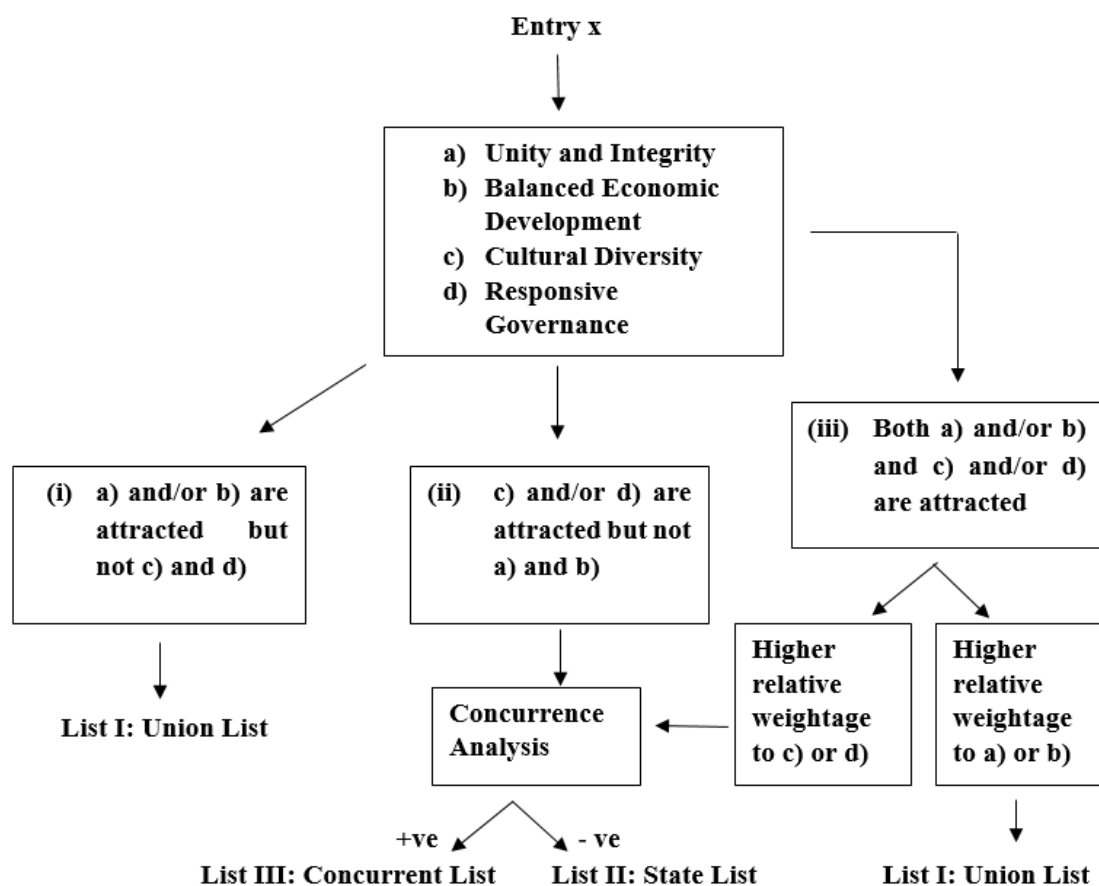 Entry x
a) Unity and Integrity
b) Balanced Economic
Development
c) Cultural Diversity
d) Responsive
Governance
(i) a) and/or b) are
attracted but
not c) and d)
(ii) c) and/or d) are
attracted but not
a) and b)
(iii) Both a) and/or b)
and c) and/or d)
are attracted
Higher
relative
weightage
to c) or d)
Higher
relative
weightage
to a) or b)
Concurrence
Analysis
List I: Union List
+ve
- ve
List III: Concurrent List
List II: State List
List I: Union List